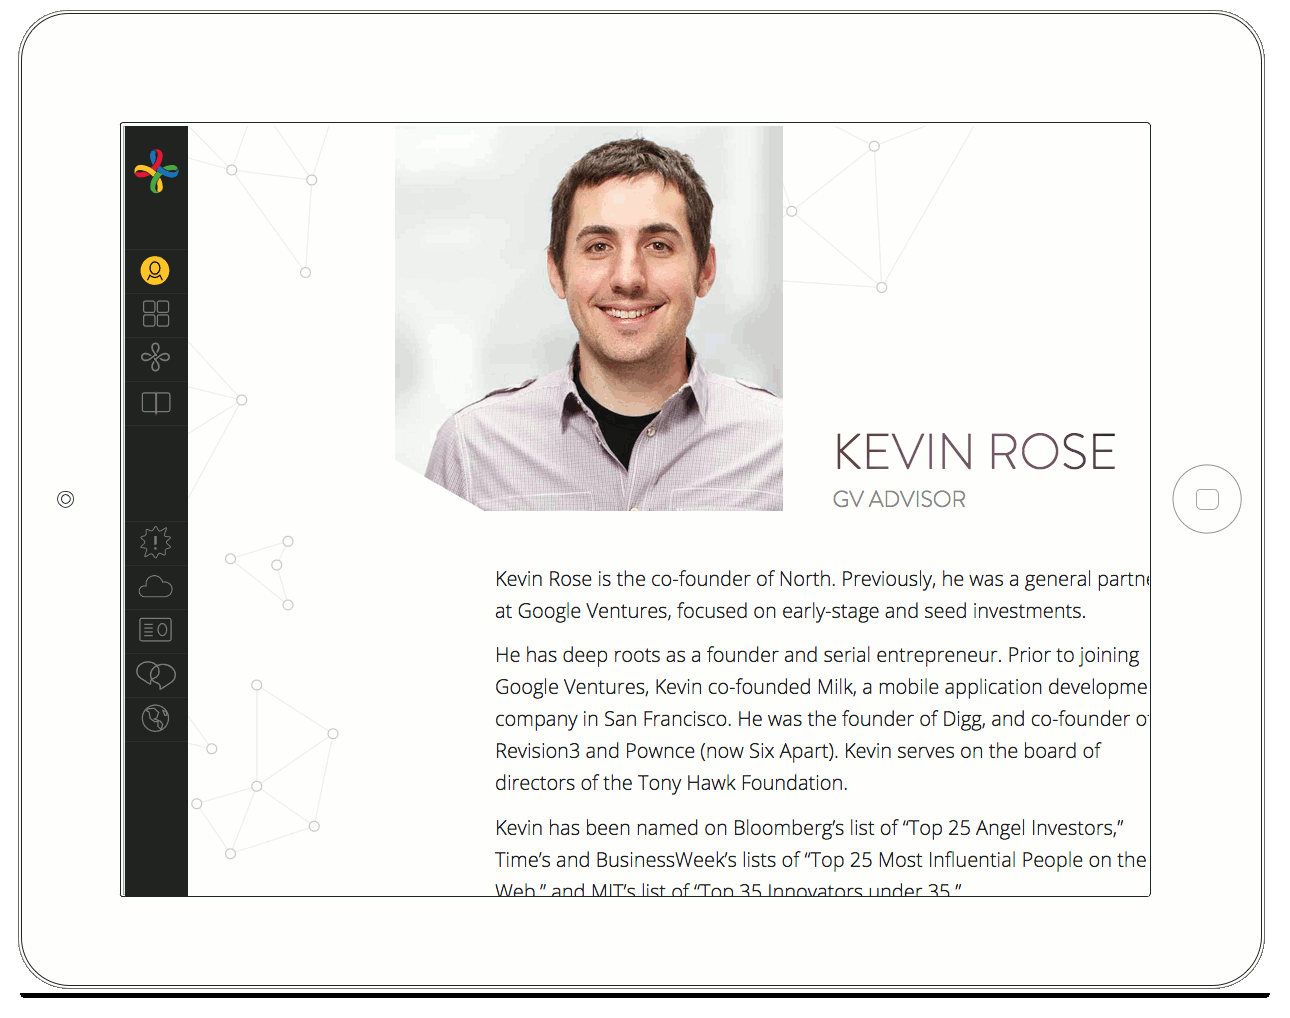 KEVIN ROSE
GV ADVISOR
Kevin Rose is the co-founder of North. Previously, he was a general partne
at Google Ventures, focused on early-stage and seed investments.
He has deep roots as a founder and serial entrepreneur. Prior to joining
Google Ventures, Kevin co-founded Milk, a mobile application developme
company in San Francisco. He was the founder of Digg, and co-founder of
Revision3 and Pownce (now Six Apart). Kevin serves on the board of
directors of the Tony Hawk Foundation.
Kevin has been named on Bloomberg’s list of “Top 25 Angel Investors,”
Time’s and BusinessWeek’s lists of “Top 25 Most Influential People on the
Web,” and MIT’s list of “Top 35 Innovators under 35.”